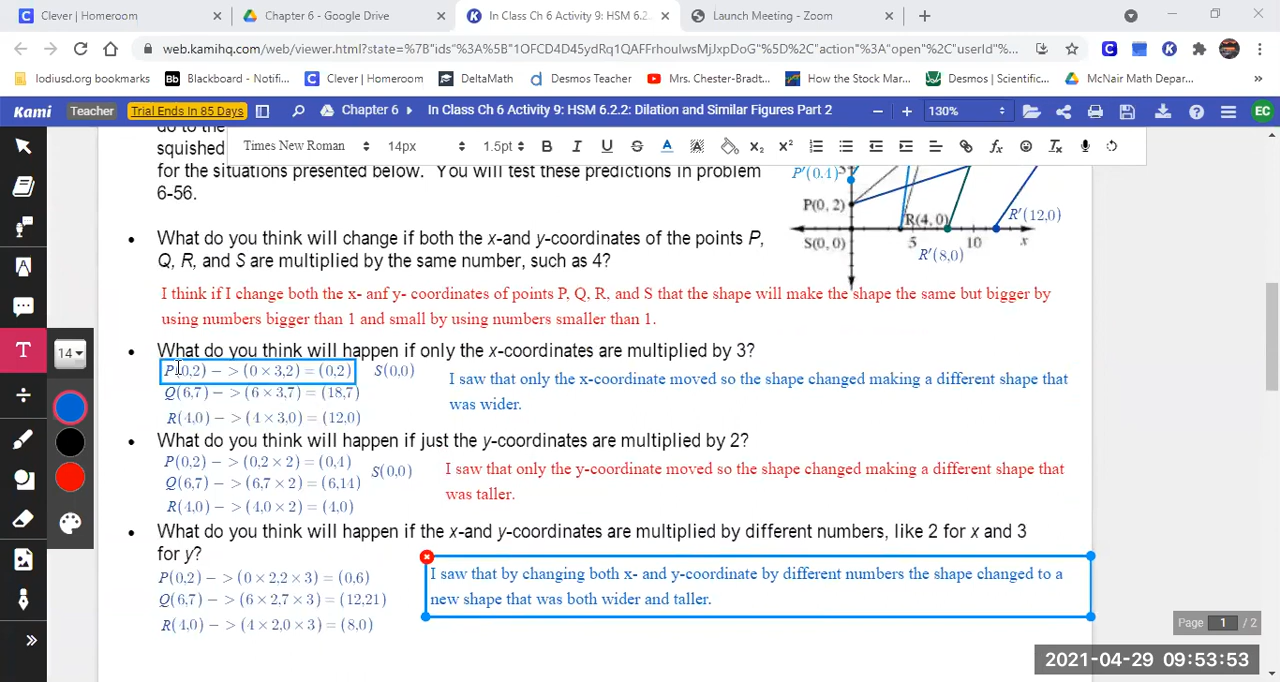 Clever | Homeroom
Chapter 6 - Google Drive
In Class Ch 6 Activity 9: HSM 6.2
Launch Meeting - Zoom
web.kamihq.com/web/viewer.html?state=%7B"ids"%3A%5B"1OFCD4D45ydRq1QAFFrhoulwsMjJxpDoG"%5D%2C"action"%3A"open"%2C"userId"...
lodiusd.org bookmarks
Blackboard - Notifi...
Clever | Homeroom
DeltaMath
Desmos Teacher
Mrs. Chester-Bradt...
How the Stock Mar...
Desmos | Scientific...
McNair Math Depar...
»
Kami
Teacher
Trial Ends In 85 Days
Chapter 6
In Class Ch 6 Activity 9: HSM 6.2.2: Dilation and Similar Figures Part 2
130%
EC
Times New Roman
14px
1.5pt
do to the
squished
for the situations presented below. You will test these predictions in problem
6-56.
P′(0.4)
5
P(0, 2)
R(4, 0)
R′(12,0)
S(0, 0)
5
10
x
R′(8,0)
• What do you think will change if both the x-and y-coordinates of the points P,
Q, R, and S are multiplied by the same number, such as 4?
I think if I change both the x- anf y- coordinates of points P, Q, R, and S that the shape will make the shape the same but bigger by
using numbers bigger than 1 and small by using numbers smaller than 1.
• What do you think will happen if only the x-coordinates are multiplied by 3?
P(0,2) − > (0 × 3,2) = (0,2)
S(0,0)
Q(6,7) − > (6 × 3,7) = (18,7)
R(4,0) − > (4 × 3,0) = (12,0)
I saw that only the x-coordinate moved so the shape changed making a different shape that
was wider.
• What do you think will happen if just the y-coordinates are multiplied by 2?
P(0,2) − > (0,2 × 2) = (0,4)
S(0,0)
Q(6,7) − > (6,7 × 2) = (6,14)
R(4,0) − > (4,0 × 2) = (4,0)
I saw that only the y-coordinate moved so the shape changed making a different shape that
was taller.
• What do you think will happen if the x-and y-coordinates are multiplied by different numbers, like 2 for x and 3
for y?
P(0,2) − > (0 × 2,2 × 3) = (0,6)
Q(6,7) − > (6 × 2,7 × 3) = (12,21)
R(4,0) − > (4 × 2,0 × 3) = (8,0)
I saw that by changing both x- and y-coordinate by different numbers the shape changed to a
new shape that was both wider and taller.
14
Page 1 / 2
2021-04-29 09:53:53